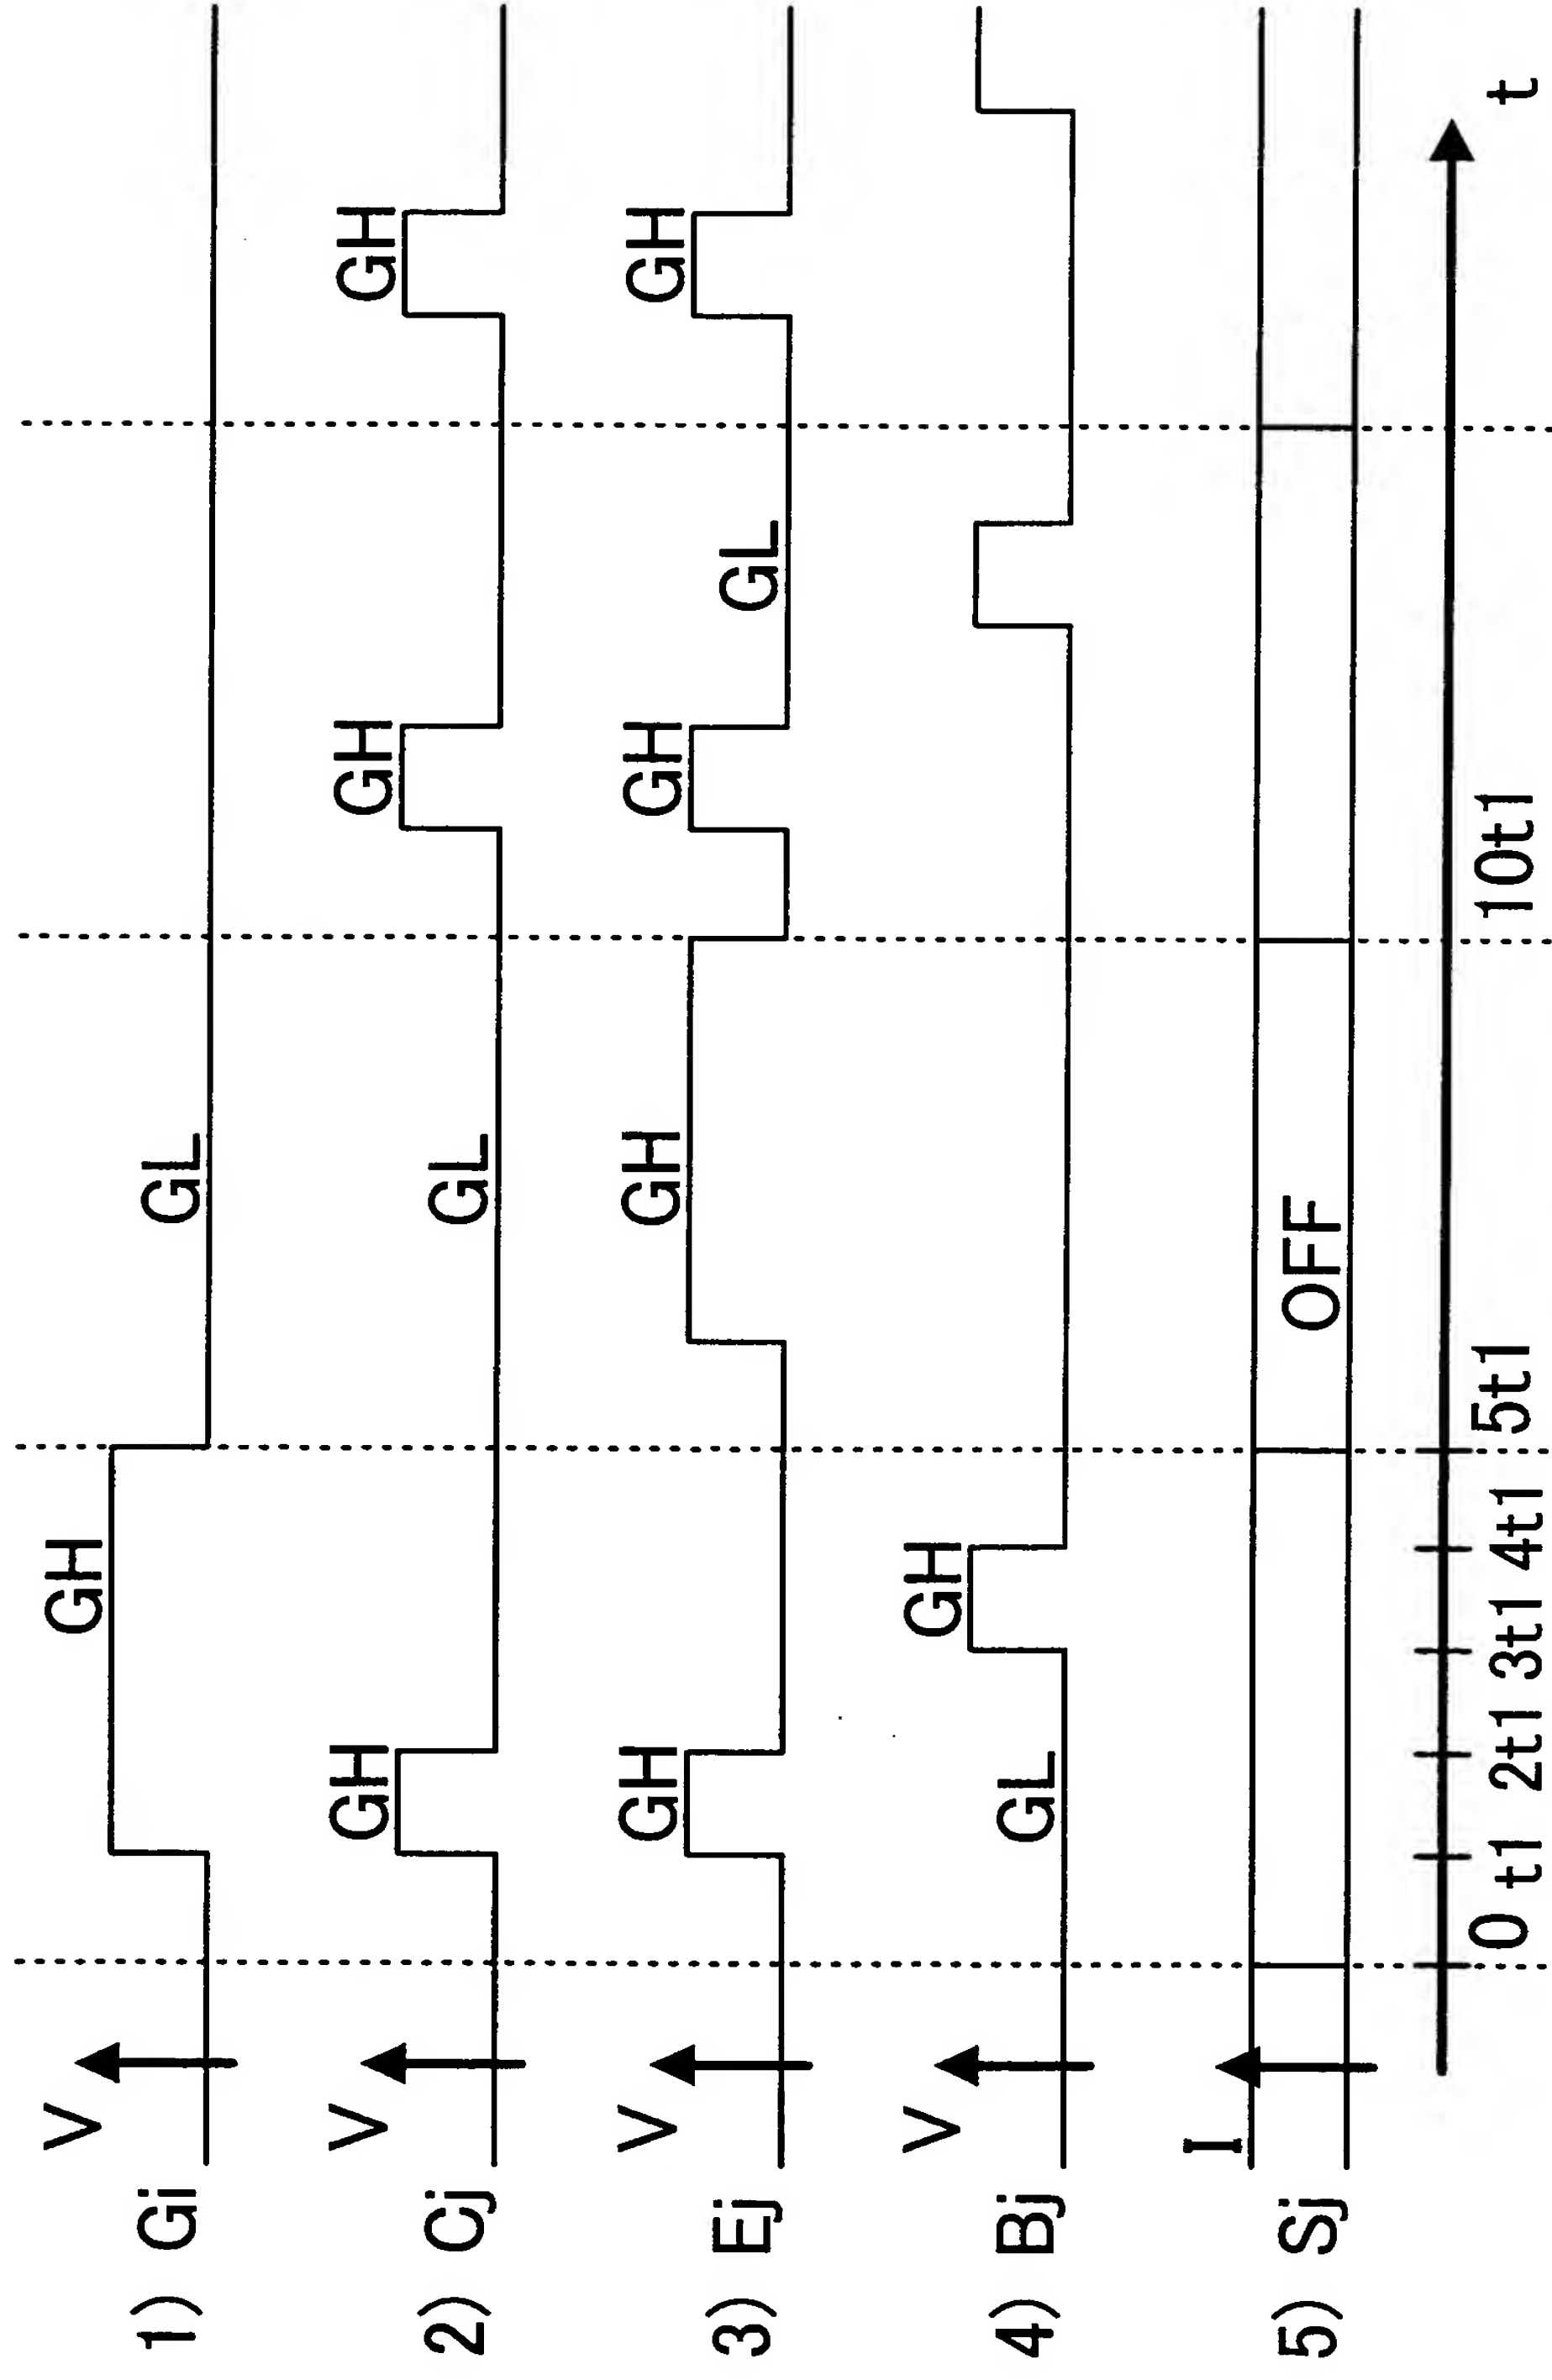 1) Gi V GH GL
2) Cj V GH GL GH GH
3) Ej V GH GH GH GL GH
4) Bj V GL GH
5) Sj I OFF
0 t1 2t1 3t1 4t1 5t1 10t1 t